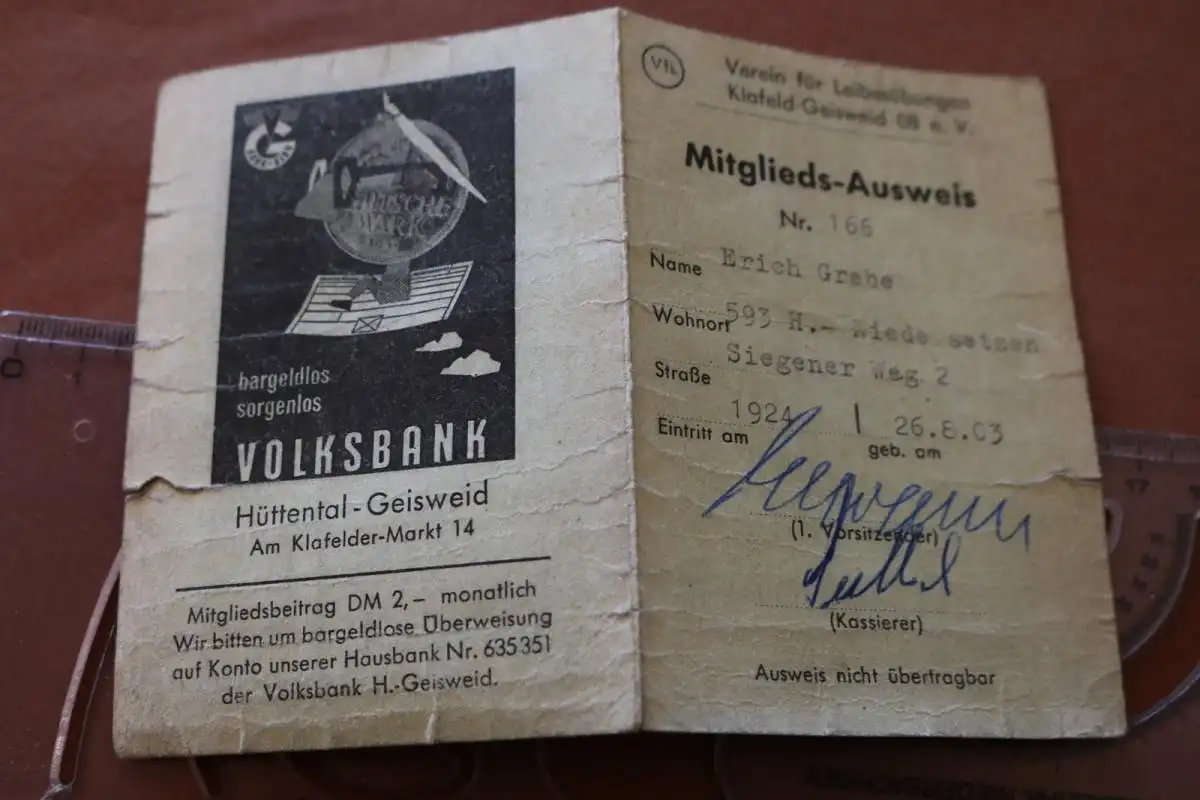 bargeldlos
sorgenlos
VOLKSBANK
Hüttental-Geisweid
Am Klafelder-Markt 14
Mitgliedsbeitrag DM 2,- monatlich
Wir bitten um bargeldlose Überweisung
auf Konto unserer Hausbank Nr. 635351
der Volksbank H.-Geisweid.
VfL
Verein für Leibesübungen
Klafeld-Geisweid 08 e. V.
Mitglieds-Ausweis
Nr. 166
Name Erich Grebe
Wohnort 593 H.- Niedersetzen
Straße Siegener Weg 2
Eintritt am 1924 geb. am 26.8.03
(1. Vorsitzender)
(Kassierer)
Ausweis nicht übertragbar